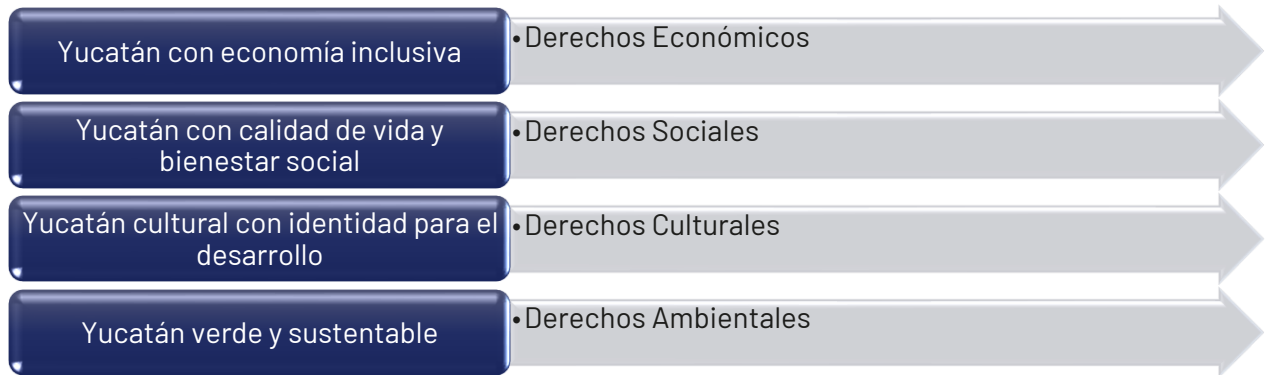 Yucatán con economía inclusiva
•Derechos Económicos
Yucatán con calidad de vida y
bienestar social
•Derechos Sociales
Yucatán cultural con identidad para el
desarrollo
•Derechos Culturales
Yucatán verde y sustentable
•Derechos Ambientales